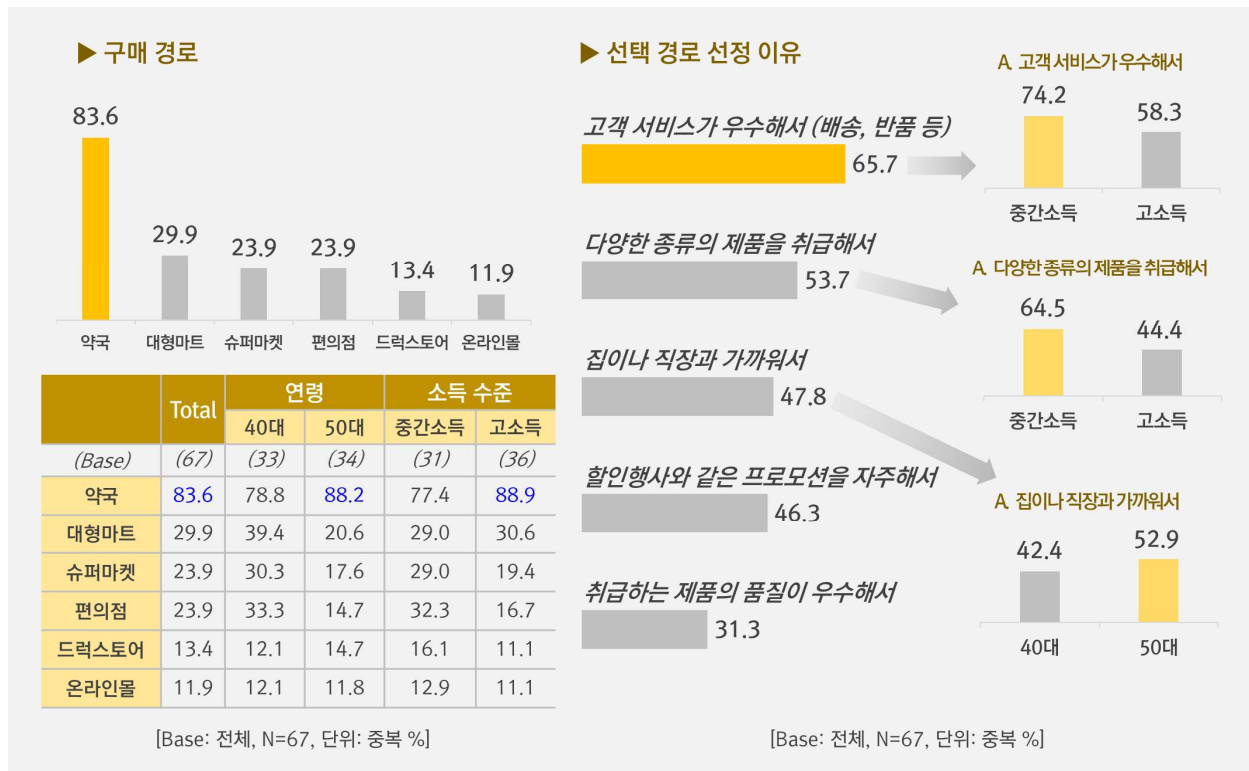 ▶ 구매 경로
83.6
29.9
23.9
23.9
13.4
11.9
약국
대형마트
슈퍼마켓
편의점
드럭스토어
온라인몰
Total
연령
소득 수준
40대
50대
중간소득
고소득
(Base) (67) (33) (34) (31) (36)
약국 83.6 78.8 88.2 77.4 88.9
대형마트 29.9 39.4 20.6 29.0 30.6
슈퍼마켓 23.9 30.3 17.6 29.0 19.4
편의점 23.9 33.3 14.7 32.3 16.7
드럭스토어 13.4 12.1 14.7 16.1 11.1
온라인몰 11.9 12.1 11.8 12.9 11.1
[Base: 전체, N=67, 단위: 중복 %]
▶ 선택 경로 선정 이유
고객 서비스가 우수해서 (배송, 반품 등)
65.7
다양한 종류의 제품을 취급해서
53.7
집이나 직장과 가까워서
47.8
할인행사와 같은 프로모션을 자주해서
46.3
취급하는 제품의 품질이 우수해서
31.3
A. 고객 서비스가 우수해서
74.2
58.3
중간소득
고소득
A. 다양한 종류의 제품을 취급해서
64.5
44.4
중간소득
고소득
A. 집이나 직장과 가까워서
42.4
52.9
40대
50대
[Base: 전체, N=67, 단위: 중복 %]